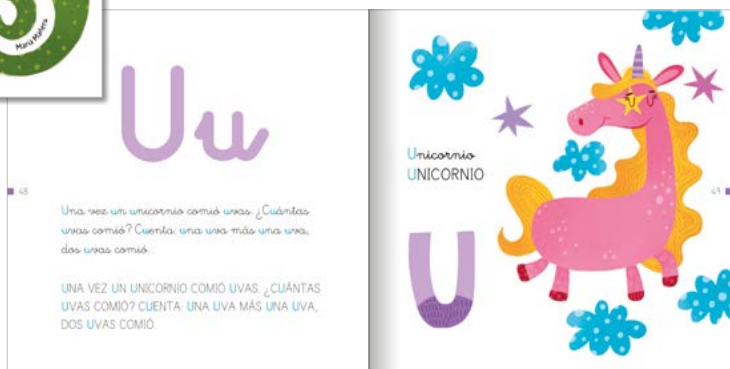 María Mañeru
Uu
48
Una vez un unicornio comió uvas. ¿Cuántas
uvas comió? Cuenta: una uva más una uva,
dos uvas comió.
UNA VEZ UN UNICORNIO COMIÓ UVAS. ¿CUÁNTAS
UVAS COMIÓ? CUENTA: UNA UVA MÁS UNA UVA,
DOS UVAS COMIÓ.
Unicornio
UNICORNIO
U
49